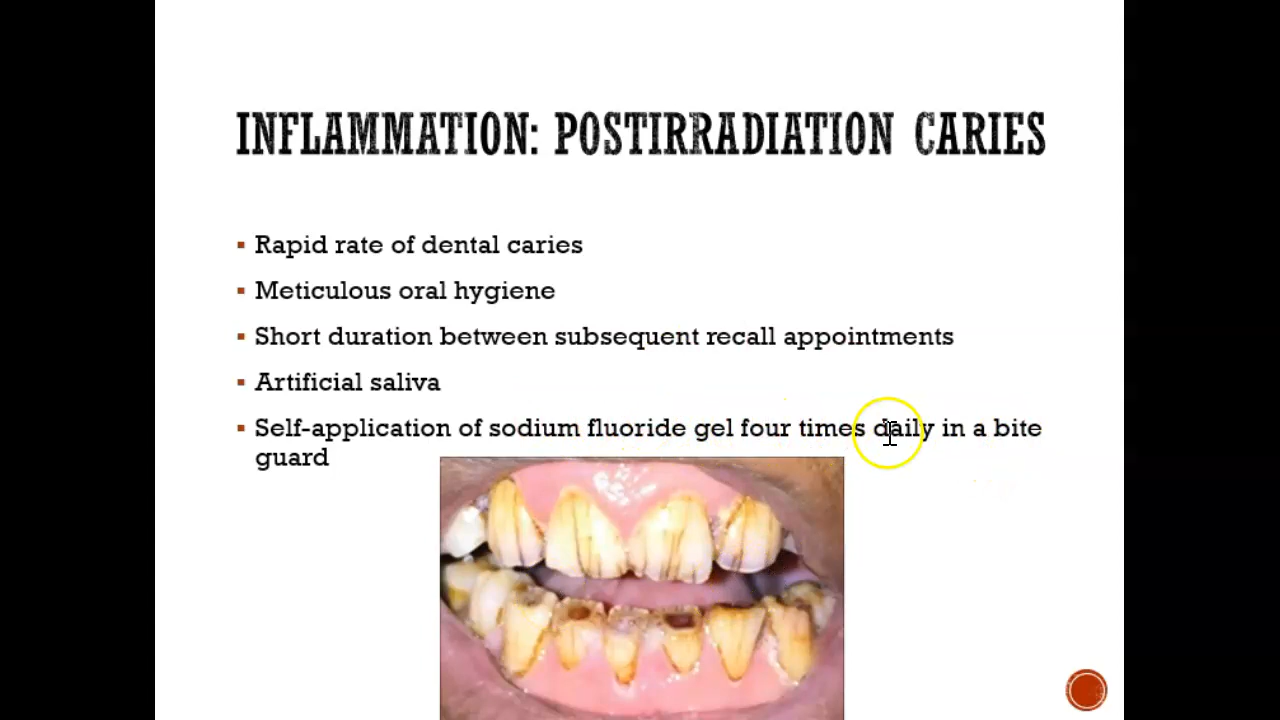 INFLAMMATION: POSTIRRADIATION CARIES
Rapid rate of dental caries
Meticulous oral hygiene
Short duration between subsequent recall appointments
Artificial saliva
Self-application of sodium fluoride gel four times daily in a bite
guard